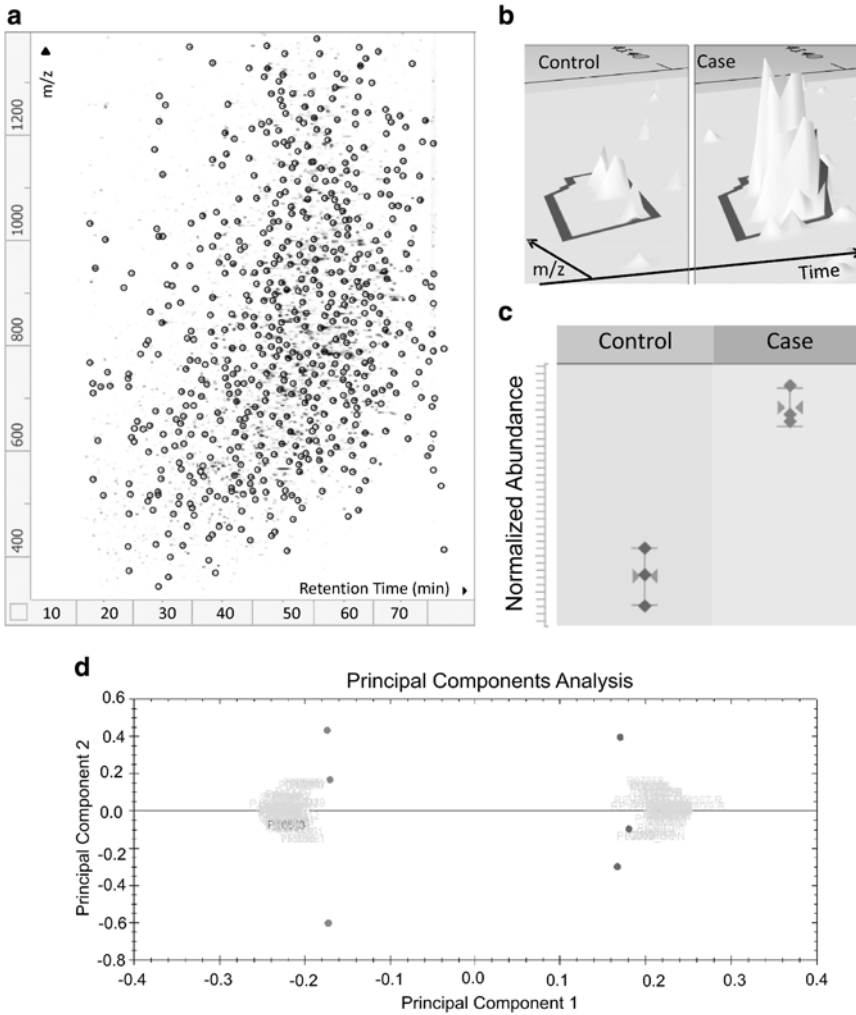 a
m/z
1200
1000
800
600
400
Retention Time (min)
10 20 30 40 50 60 70
b
Control
Case
m/z
Time
c
Control
Case
Normalized Abundance
d
Principal Components Analysis
Principal Component 2
0.6
0.4
0.2
0.0
-0.2
-0.4
-0.6
-0.8
-0.4 -0.3 -0.2 -0.1 0.0 0.1 0.2 0.3 0.4
Principal Component 1